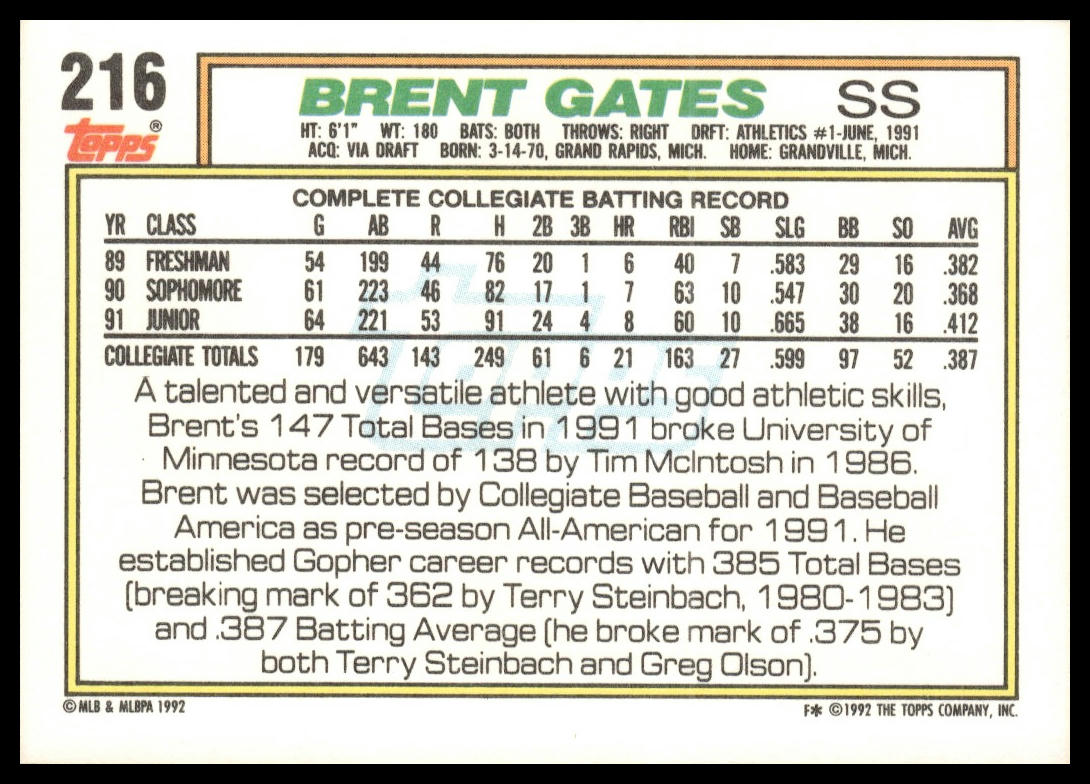 216
Topps®
BRENT GATES SS
HT: 6'1" WT: 180 BATS: BOTH THROWS: RIGHT DRFT: ATHLETICS #1-JUNE, 1991
ACQ: VIA DRAFT BORN: 3-14-70, GRAND RAPIDS, MICH. HOME: GRANDVILLE, MICH.
COMPLETE COLLEGIATE BATTING RECORD
YR CLASS G AB R H 2B 3B HR RBI SB SLG BB SO AVG
89 FRESHMAN 54 199 44 76 20 1 6 40 7 .583 29 16 .382
90 SOPHOMORE 61 223 46 82 17 1 7 63 10 .547 30 20 .368
91 JUNIOR 64 221 53 91 24 4 8 60 10 .665 38 16 .412
COLLEGIATE TOTALS 179 643 143 249 61 6 21 163 27 .599 97 52 .387
A talented and versatile athlete with good athletic skills,
Brent's 147 Total Bases in 1991 broke University of
Minnesota record of 138 by Tim McIntosh in 1986.
Brent was selected by Collegiate Baseball and Baseball
America as pre-season All-American for 1991. He
established Gopher career records with 385 Total Bases
(breaking mark of 362 by Terry Steinbach, 1980-1983)
and .387 Batting Average (he broke mark of .375 by
both Terry Steinbach and Greg Olson).
© MLB & MLBPA 1992
F* © 1992 THE TOPPS COMPANY, INC.